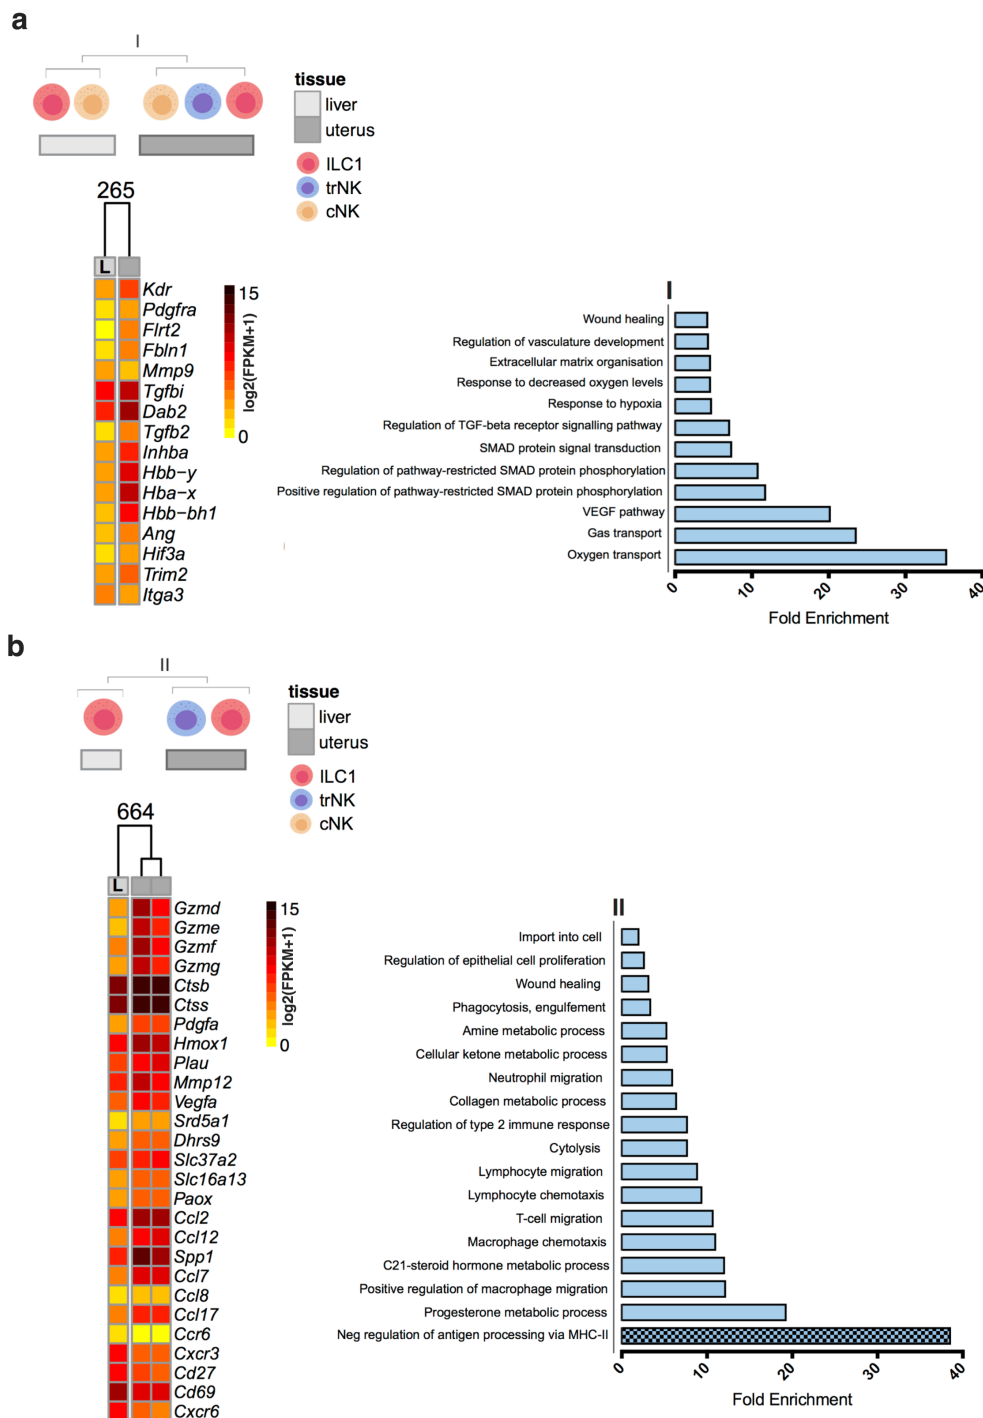 a
I
tissue
liver
uterus
ILC1
trNK
cNK
265
L
Kdr
Pdgfra
Flrt2
Fbln1
Mmp9
Tgfbi
Dab2
Tgfb2
Inhba
Hbb−y
Hba−x
Hbb−bh1
Ang
Hif3a
Trim2
Itga3
15
log2(FPKM+1)
0
I
Wound healing
Regulation of vasculature development
Extracellular matrix organisation
Response to decreased oxygen levels
Response to hypoxia
Regulation of TGF-beta receptor signalling pathway
SMAD protein signal transduction
Regulation of pathway-restricted SMAD protein phosphorylation
Positive regulation of pathway-restricted SMAD protein phosphorylation
VEGF pathway
Gas transport
Oxygen transport
0 10 20 30 40
Fold Enrichment
b
II
tissue
liver
uterus
ILC1
trNK
cNK
664
L
Gzmd
Gzme
Gzmf
Gzmg
Ctsb
Ctss
Pdgfa
Hmox1
Plau
Mmp12
Vegfa
Srd5a1
Dhrs9
Slc37a2
Slc16a13
Paox
Ccl2
Ccl12
Spp1
Ccl7
Ccl8
Ccl17
Ccr6
Cxcr3
Cd27
Cd69
Cxcr6
15
log2(FPKM+1)
0
II
Import into cell
Regulation of epithelial cell proliferation
Wound healing
Phagocytosis, engulfement
Amine metabolic process
Cellular ketone metabolic process
Neutrophil migration
Collagen metabolic process
Regulation of type 2 immune response
Cytolysis
Lymphocyte migration
Lymphocyte chemotaxis
T-cell migration
Macrophage chemotaxis
C21-steroid hormone metabolic process
Positive regulation of macrophage migration
Progesterone metabolic process
Neg regulation of antigen processing via MHC-II
0 10 20 30 40
Fold Enrichment